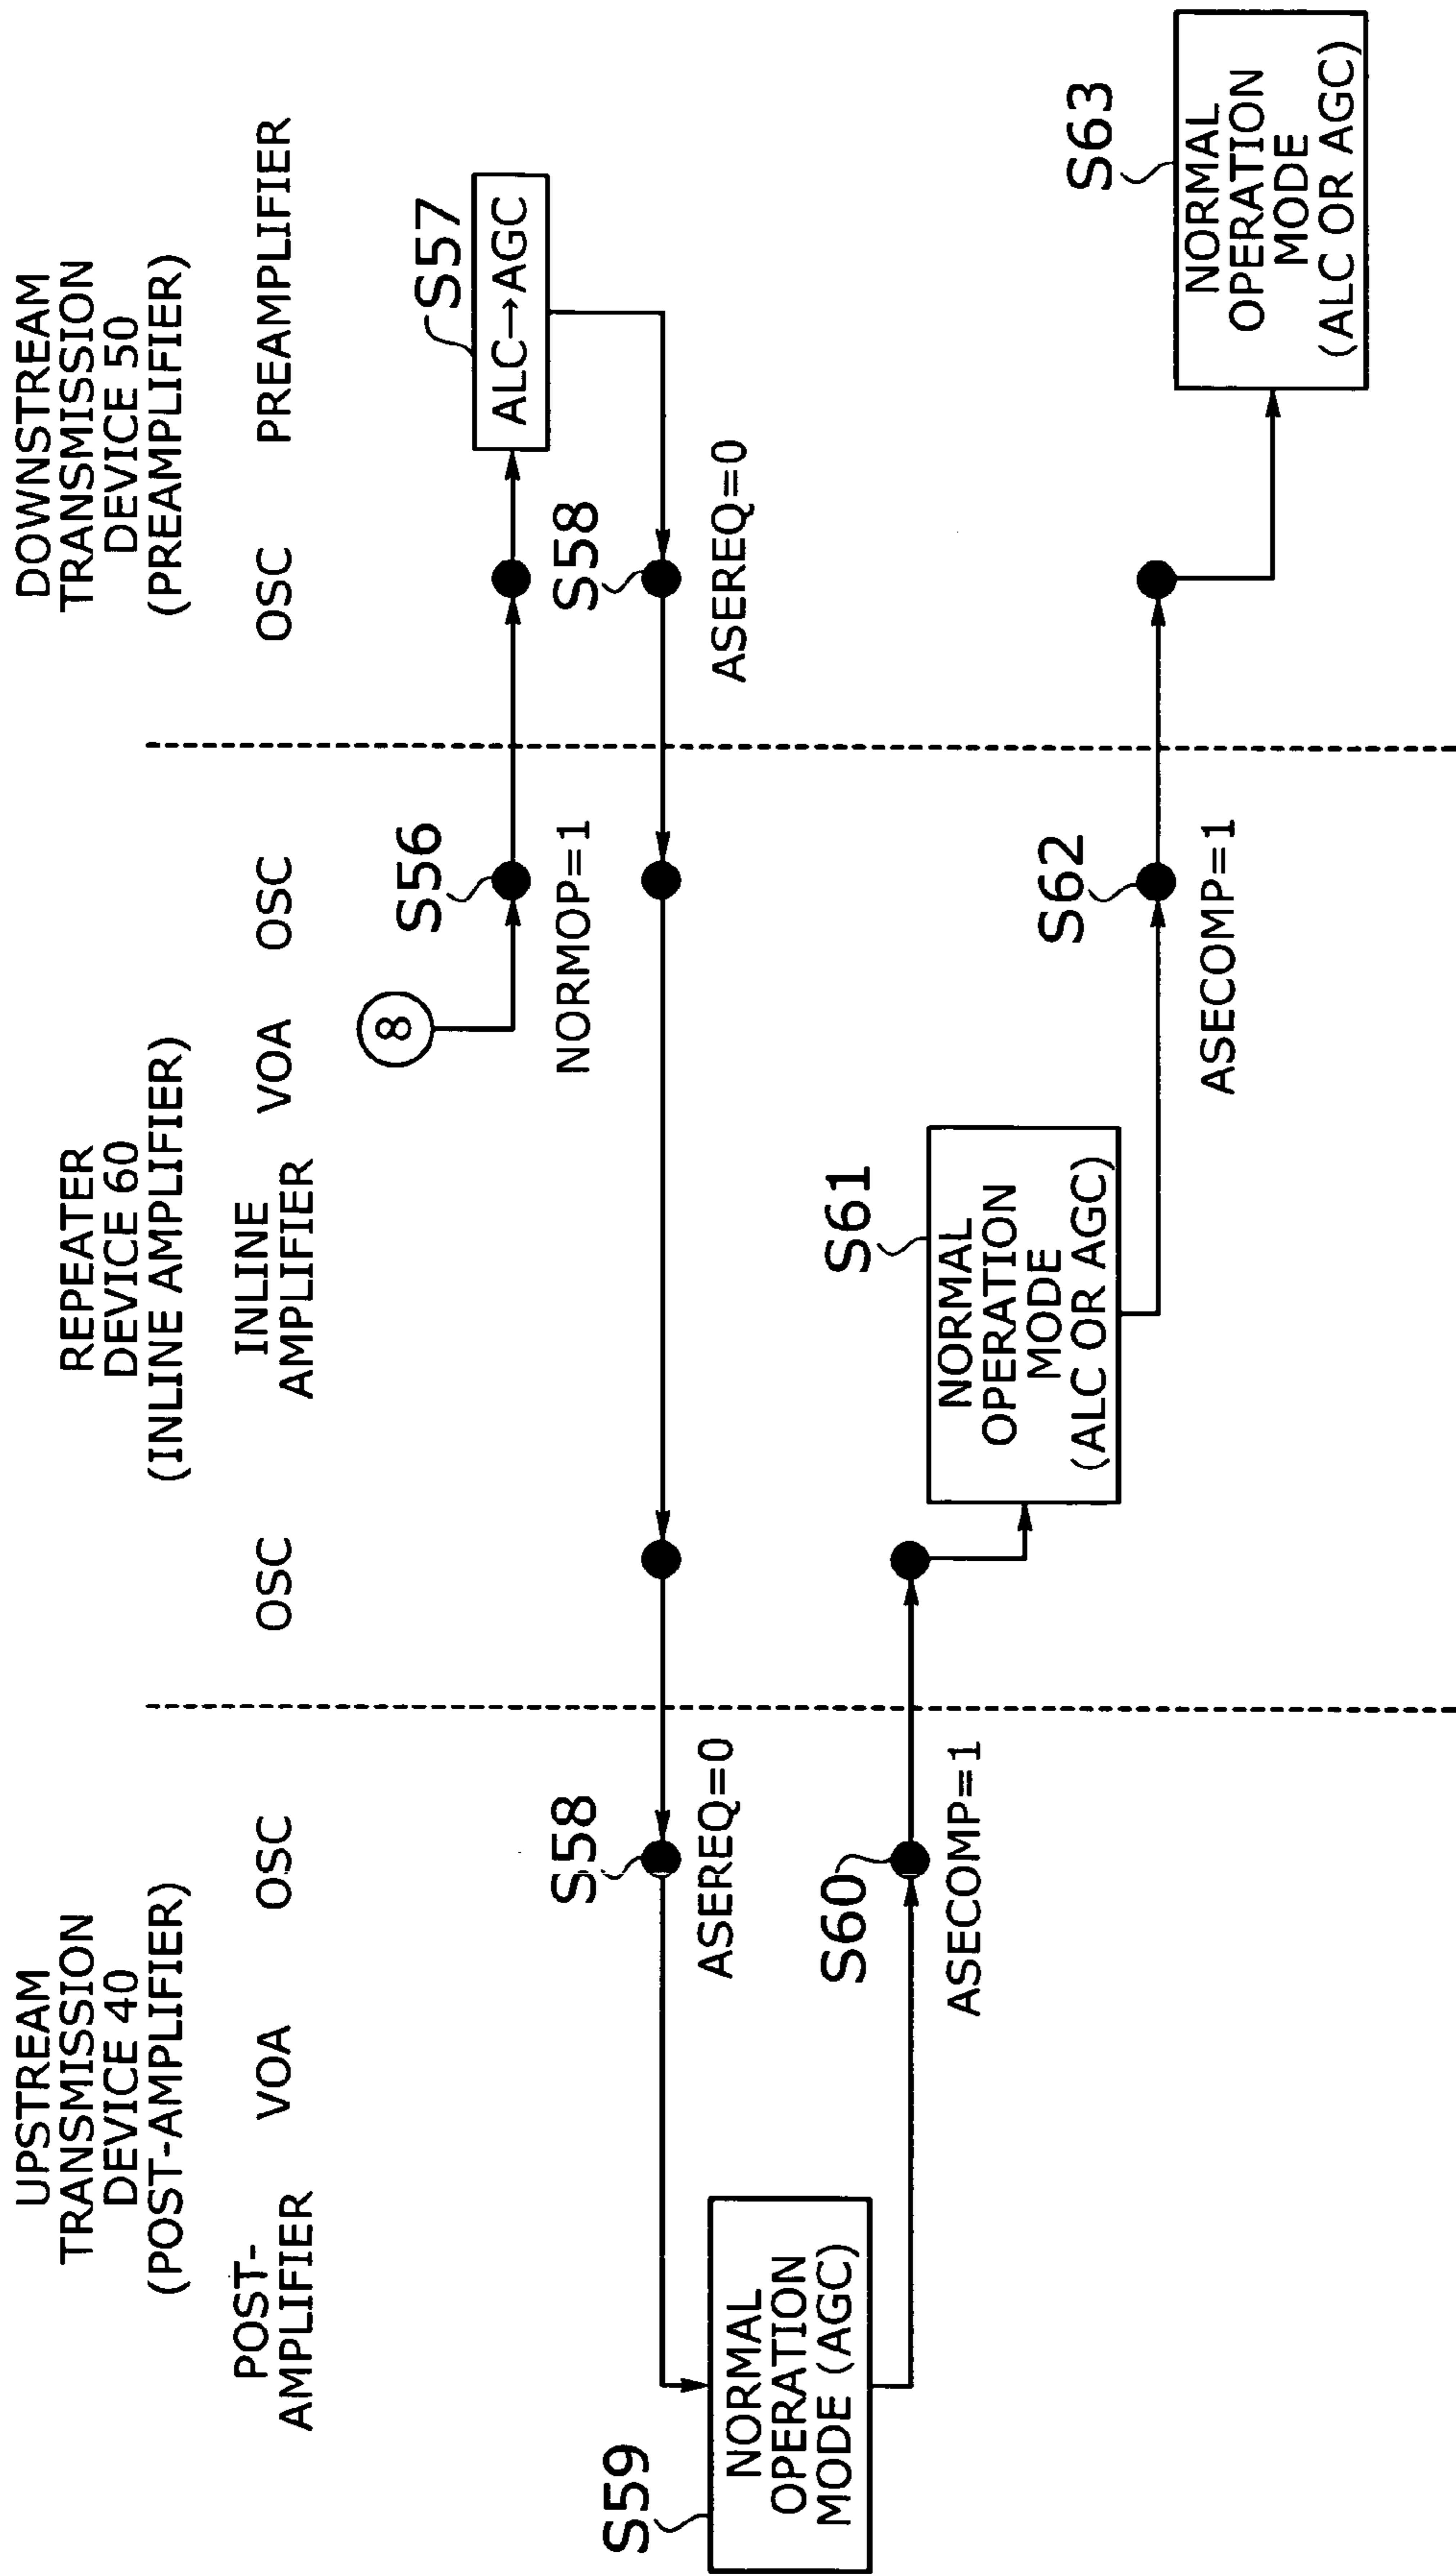 UPSTREAM
TRANSMISSION
DEVICE 40
(POST-AMPLIFIER)
REPEATER
DEVICE 60
(INLINE AMPLIFIER)
DOWNSTREAM
TRANSMISSION
DEVICE 50
(PREAMPLIFIER)
POST-
AMPLIFIER
VOA
OSC
OSC
INLINE
AMPLIFIER
VOA
OSC
OSC
PREAMPLIFIER
8
S56
NORMOP=1
S57
ALC→AGC
S58
ASEREQ=0
S58
ASEREQ=0
S59
NORMAL
OPERATION
MODE (AGC)
S60
ASECOMP=1
S61
NORMAL
OPERATION
MODE
(ALC OR AGC)
S62
ASECOMP=1
S63
NORMAL
OPERATION
MODE
(ALC OR AGC)